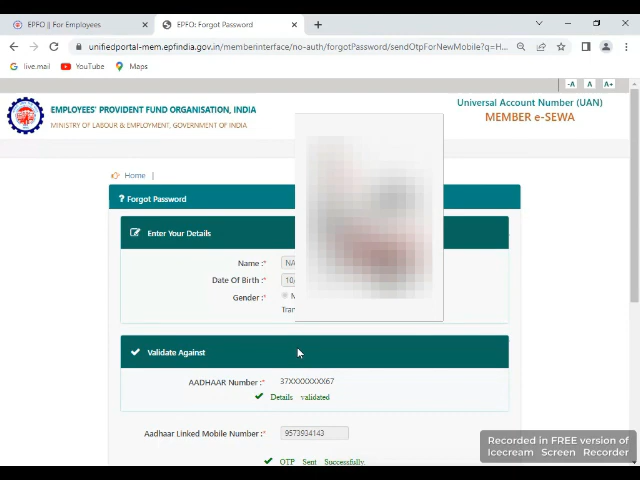 EPFO || For Employees
EPFO: Forgot Password
unifiedportal-mem.epfindia.gov.in/memberinterface/no-auth/forgotPassword/sendOtpForNewMobile?q=H...
live.mail
YouTube
Maps
-A A A+
EMPLOYEES' PROVIDENT FUND ORGANISATION, INDIA
MINISTRY OF LABOUR & EMPLOYMENT, GOVERNMENT OF INDIA
Universal Account Number (UAN)
MEMBER e-SEWA
Home |
? Forgot Password
Enter Your Details
Name :* NA
Date Of Birth :* 10
Gender :* M
Tran
Validate Against
AADHAAR Number :* 37XXXXXXXX67
Details validated
Aadhaar Linked Mobile Number :* 9573934143
OTP Sent Successfully.
Recorded in FREE version of
Icecream Screen Recorder